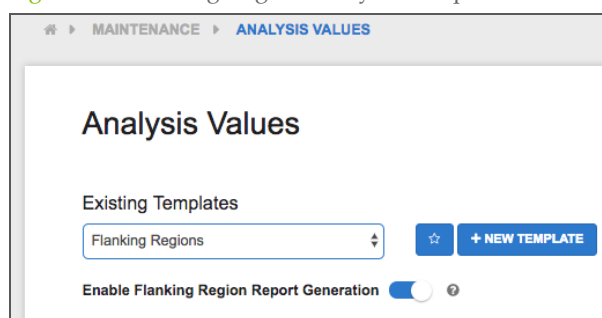 MAINTENANCE ANALYSIS VALUES
Analysis Values
Existing Templates
Flanking Regions
+ NEW TEMPLATE
Enable Flanking Region Report Generation ?